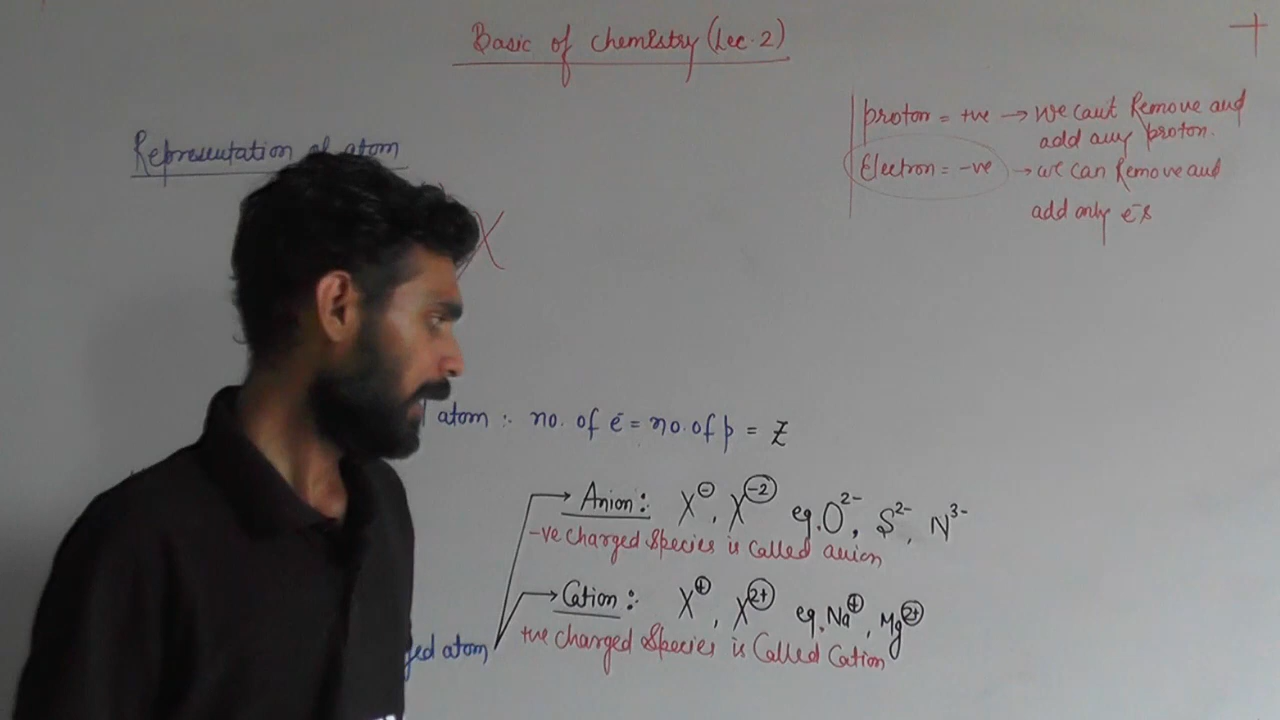 Basic of chemistry (Lec. 2)
proton = +ve → We can't Remove and
add any proton.
Electron = -ve → we can Remove and
add only e⁻s
Representation of atom
X
atom :- no. of e⁻ = no. of p = Z
→ Anion :- X⁻, X⁻² eg. O²⁻, S²⁻, N³⁻
-ve charged Species is called anion
→ Cation :- X⁺, X²⁺ eg. Na⁺, Mg²⁺
+ve charged Species is Called Cation
ged atom